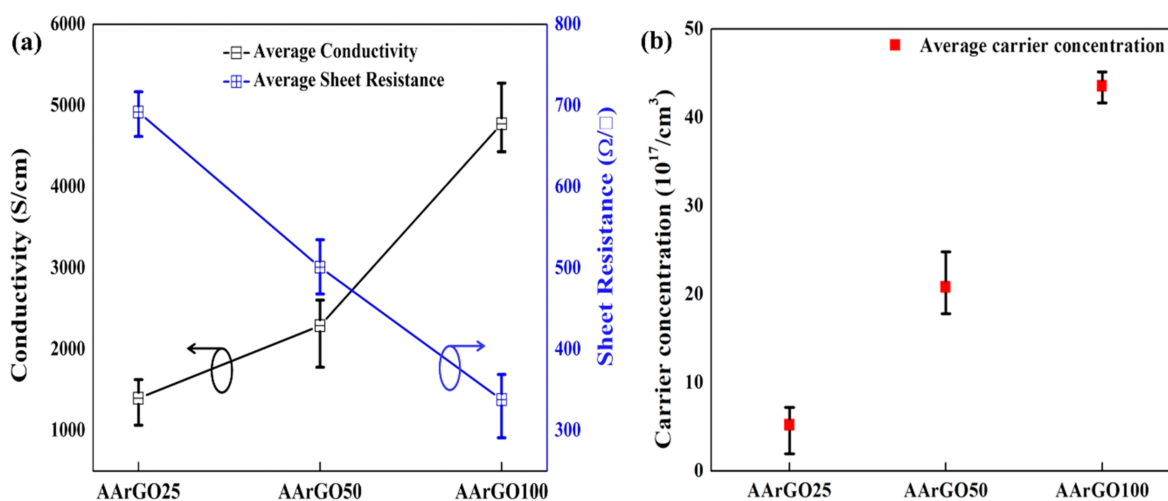 (a)
Average Conductivity
Average Sheet Resistance
Conductivity (S/cm)
6000
5000
4000
3000
2000
1000
Sheet Resistance (Ω/□)
800
700
600
500
400
300
AArGO25 AArGO50 AArGO100
(b)
Average carrier concentration
Carrier concentration (10¹⁷/cm³)
50
40
30
20
10
0
AArGO25 AArGO50 AArGO100